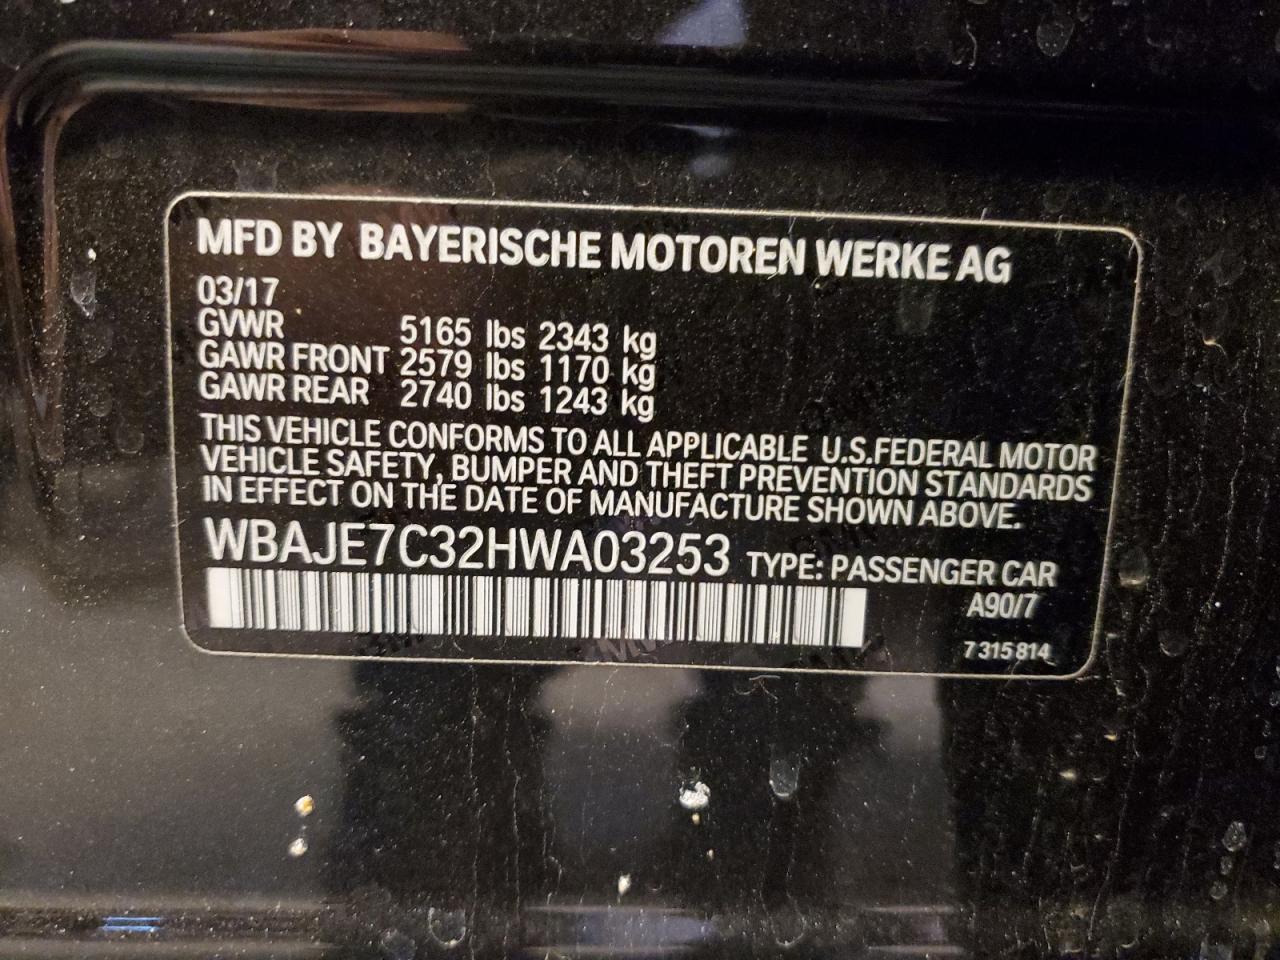 MFD BY BAYERISCHE MOTOREN WERKE AG
03/17
GVWR 5165 lbs 2343 kg
GAWR FRONT 2579 lbs 1170 kg
GAWR REAR 2740 lbs 1243 kg
THIS VEHICLE CONFORMS TO ALL APPLICABLE U.S.FEDERAL MOTOR
VEHICLE SAFETY, BUMPER AND THEFT PREVENTION STANDARDS
IN EFFECT ON THE DATE OF MANUFACTURE SHOWN ABOVE.
WBAJE7C32HWA03253 TYPE: PASSENGER CAR
A90/7
7 315 814